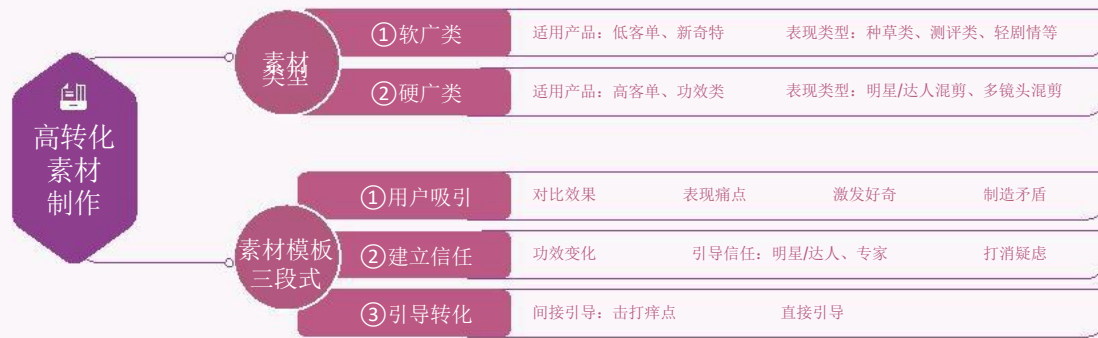 高转化
素材
制作
素材
类型
①软广类
适用产品：低客单、新奇特
表现类型：种草类、测评类、轻剧情等
②硬广类
适用产品：高客单、功效类
表现类型：明星/达人混剪、多镜头混剪
素材模板
三段式
①用户吸引
对比效果
表现痛点
激发好奇
制造矛盾
②建立信任
功效变化
引导信任：明星/达人、专家
打消疑虑
③引导转化
间接引导：击打痒点
直接引导